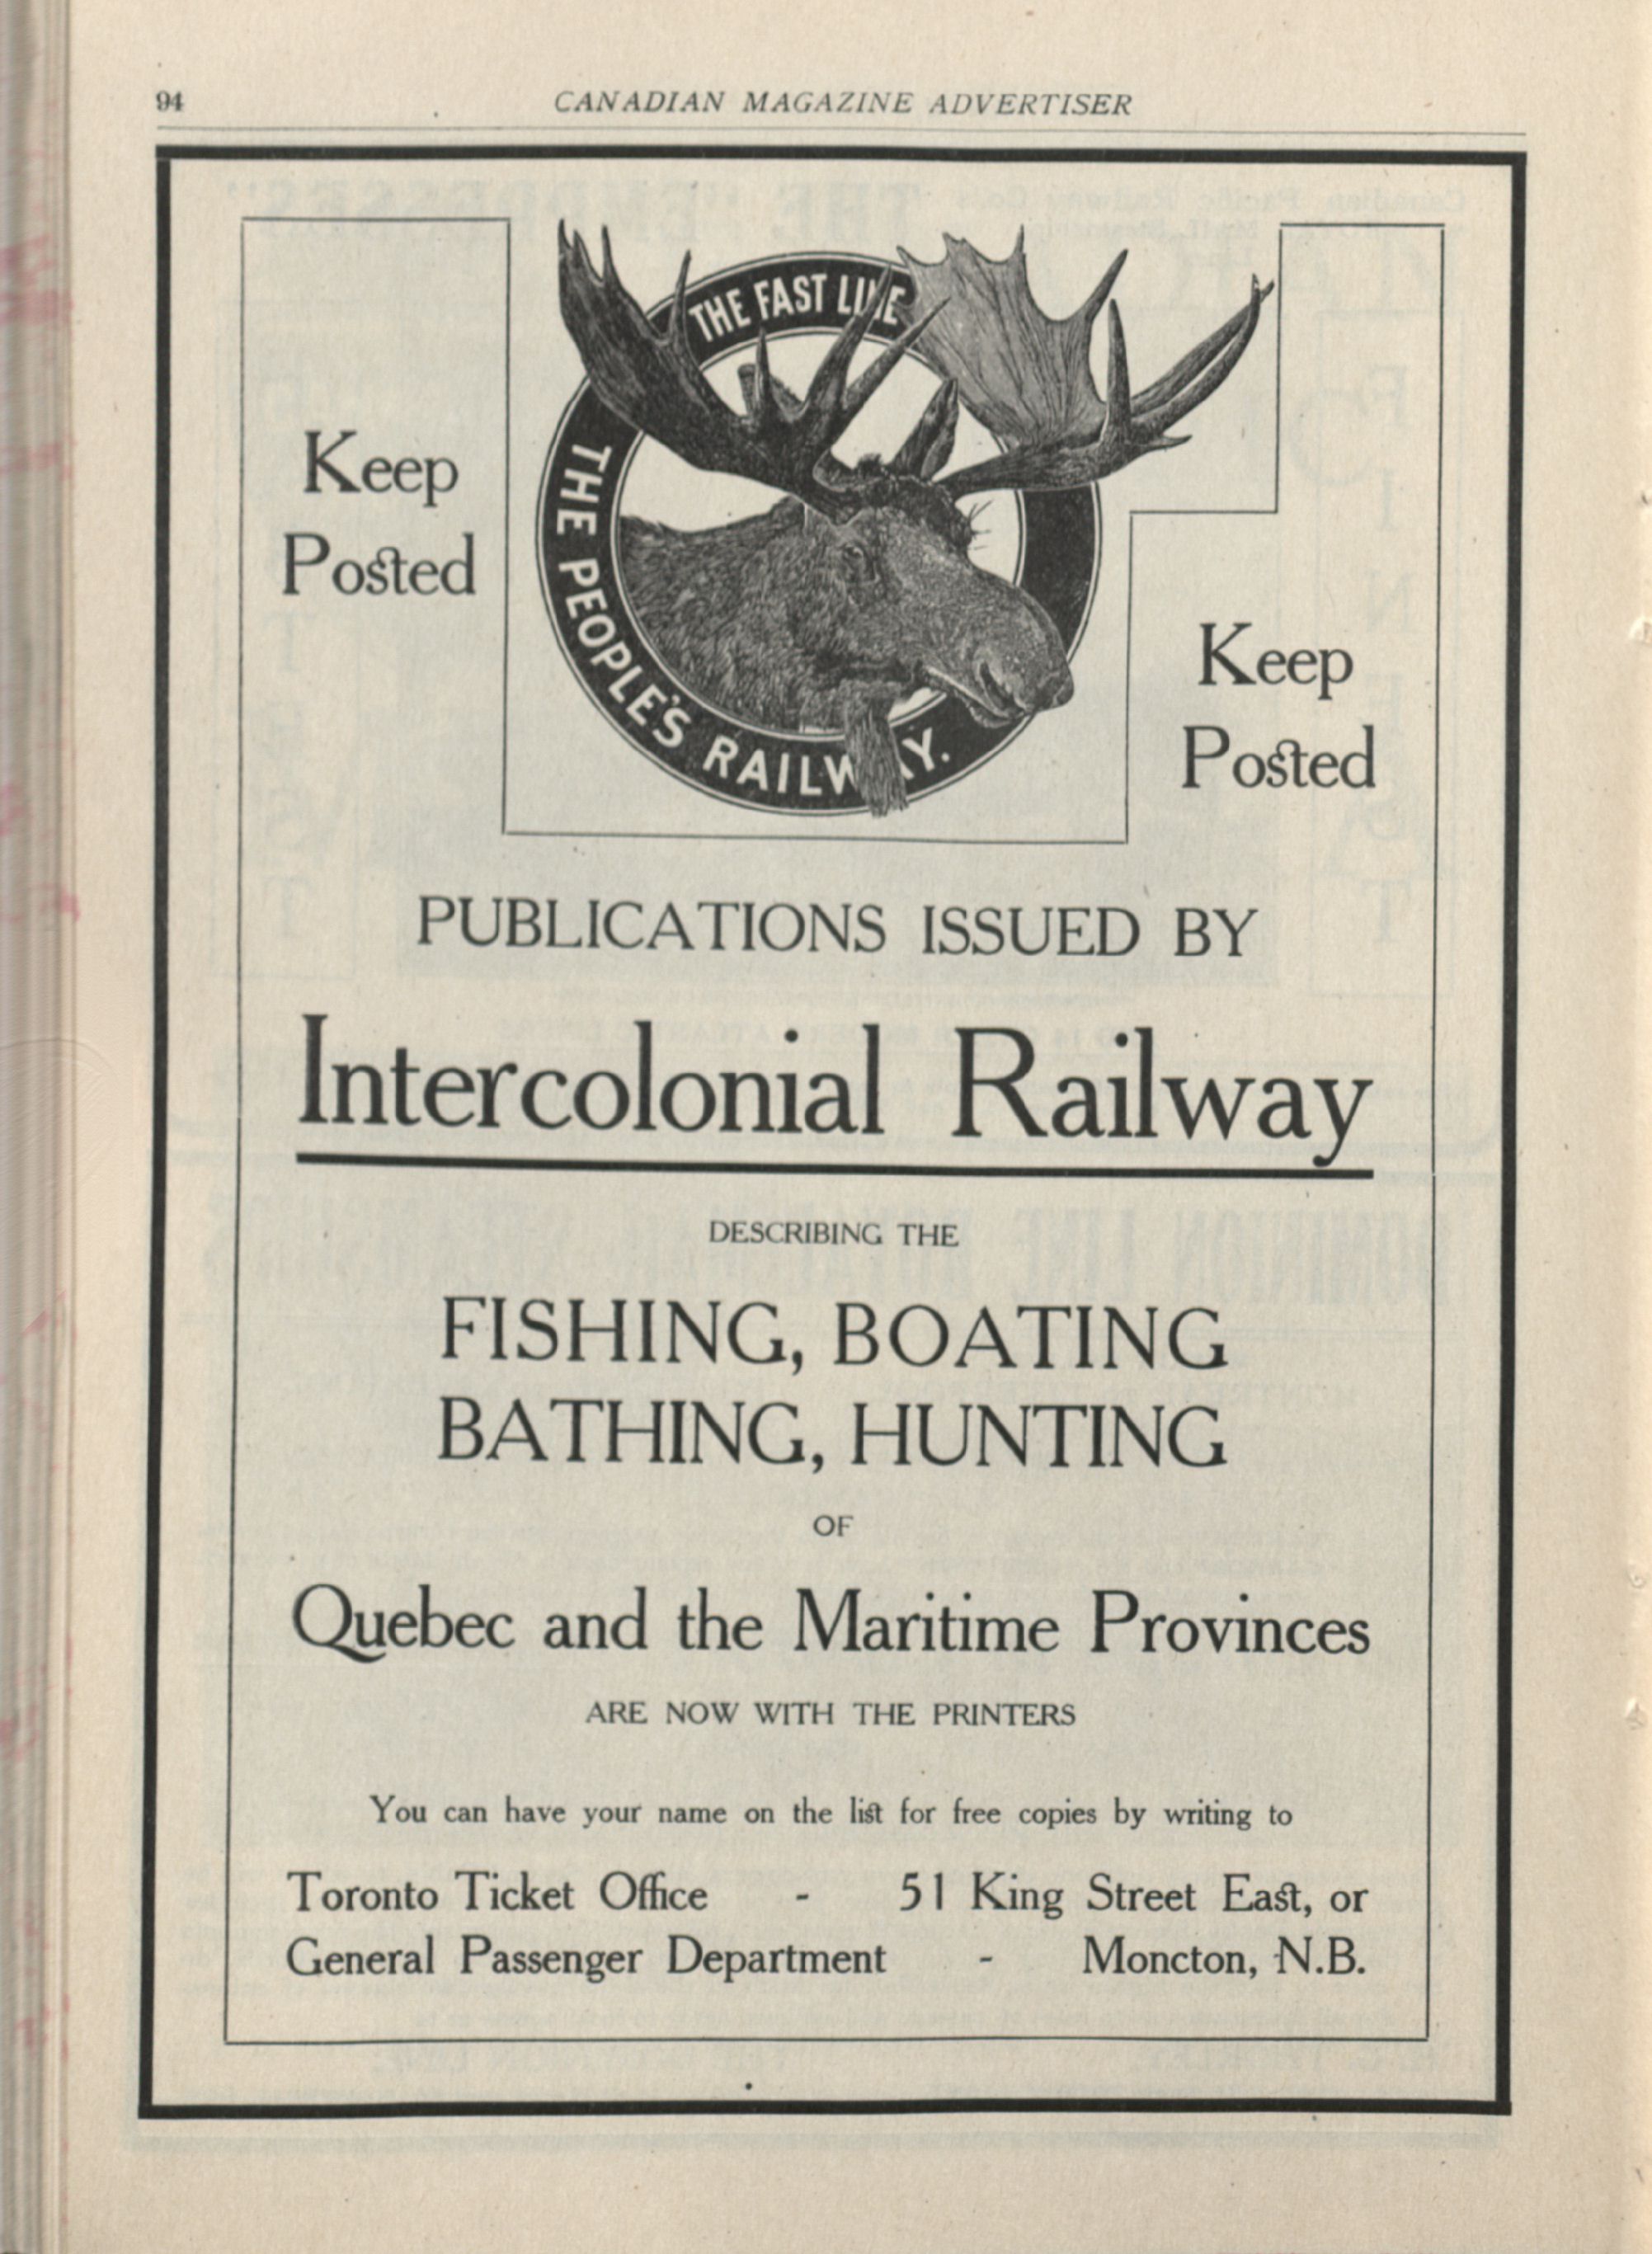 94
CANADIAN MAGAZINE ADVERTISER
THE FAST LINE
THE PEOPLE'S RAILWAY.
Keep
Posted
Keep
Posted
PUBLICATIONS ISSUED BY
Intercolonial Railway
DESCRIBING THE
FISHING, BOATING
BATHING, HUNTING
OF
Quebec and the Maritime Provinces
ARE NOW WITH THE PRINTERS
You can have your name on the list for free copies by writing to
Toronto Ticket Office - 51 King Street East, or
General Passenger Department - Moncton, N.B.